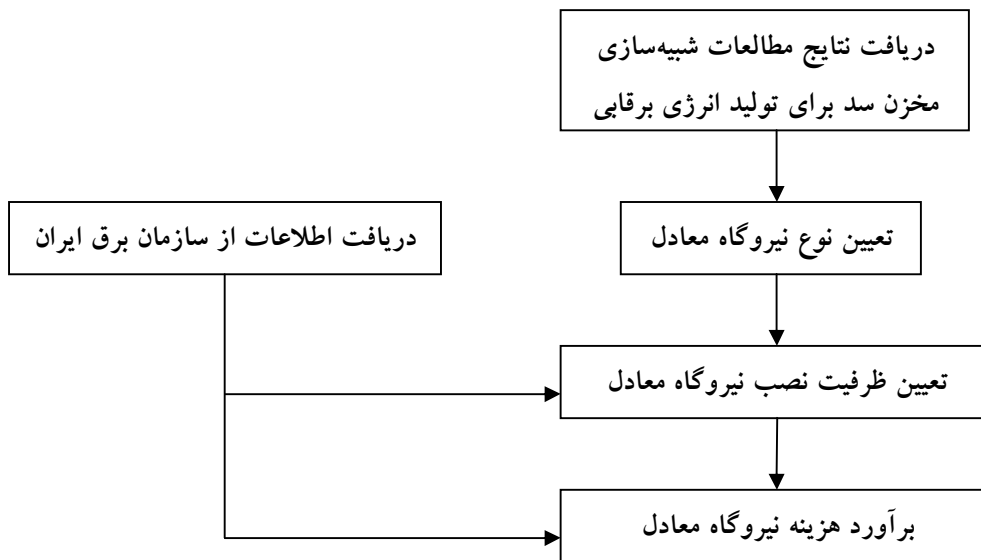 دریافت نتایج مطالعات شبیه‌سازی
مخزن سد برای تولید انرژی برقابی
تعیین نوع نیروگاه معادل
دریافت اطلاعات از سازمان برق ایران
تعیین ظرفیت نصب نیروگاه معادل
برآورد هزینه نیروگاه معادل